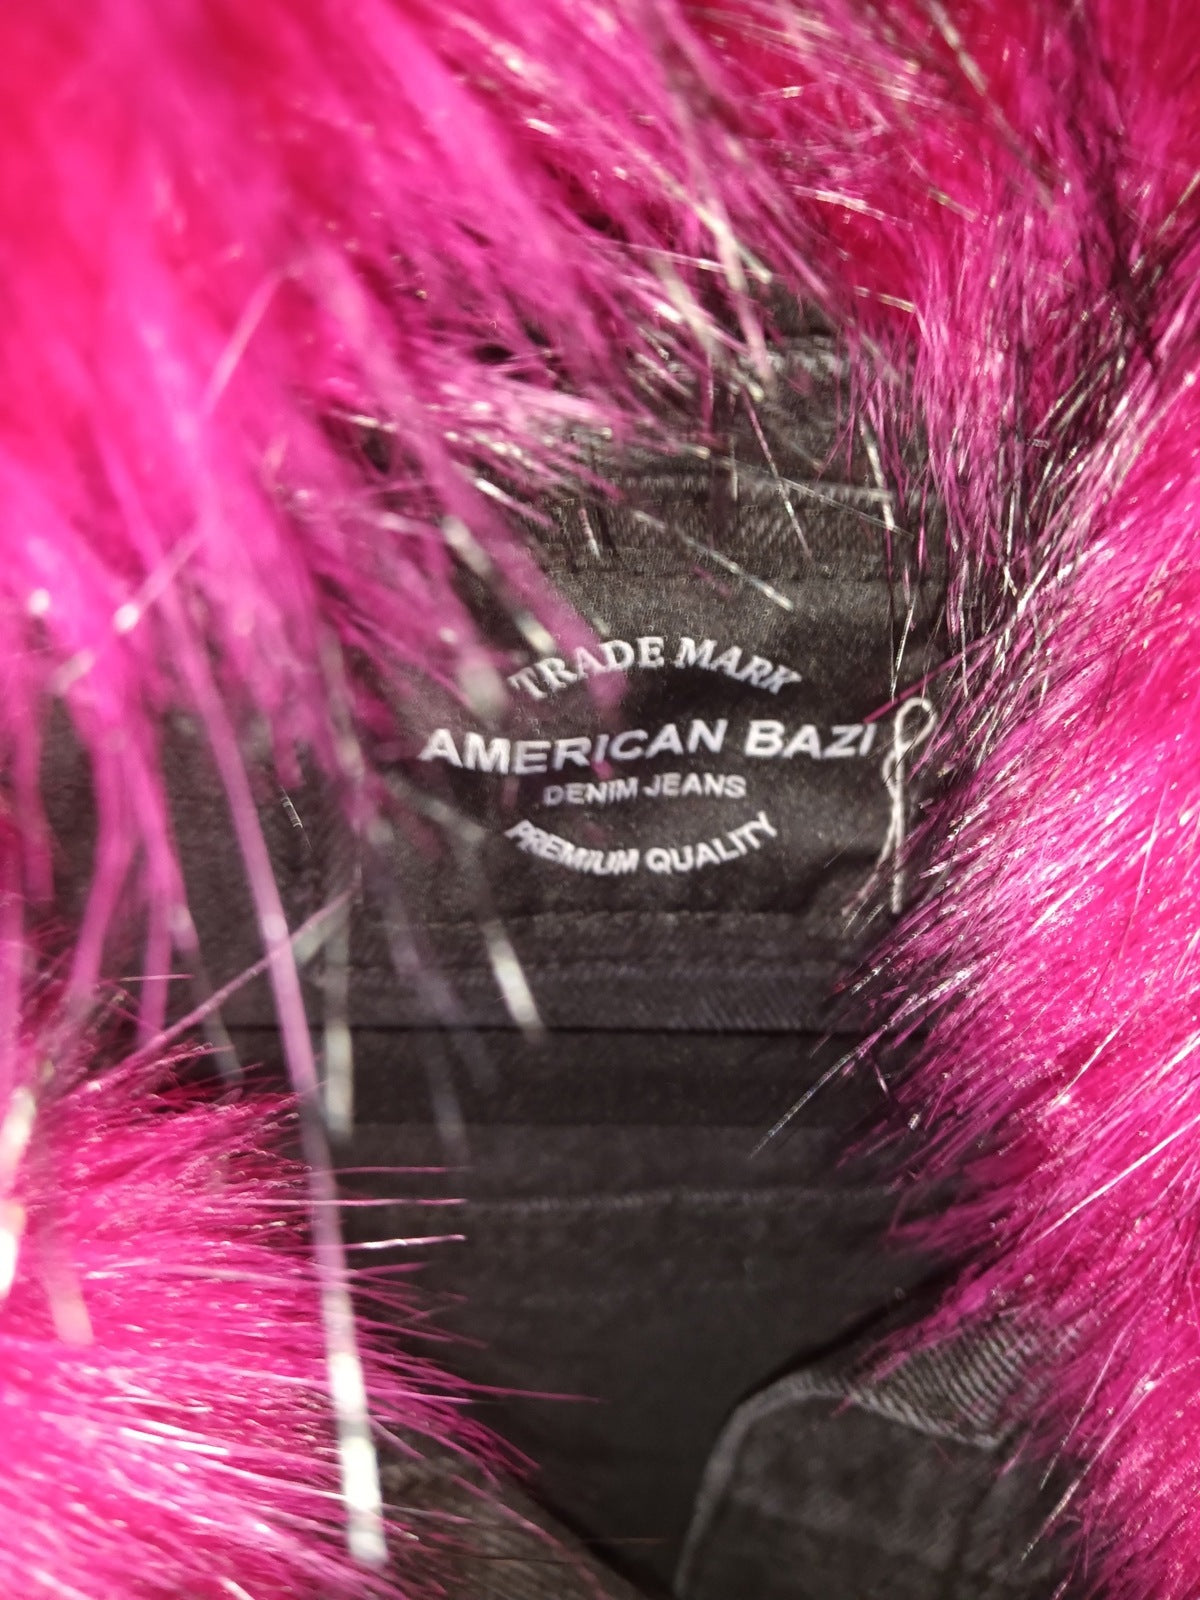 TRADE MARK
AMERICAN BAZI
DENIM JEANS
PREMIUM QUALITY